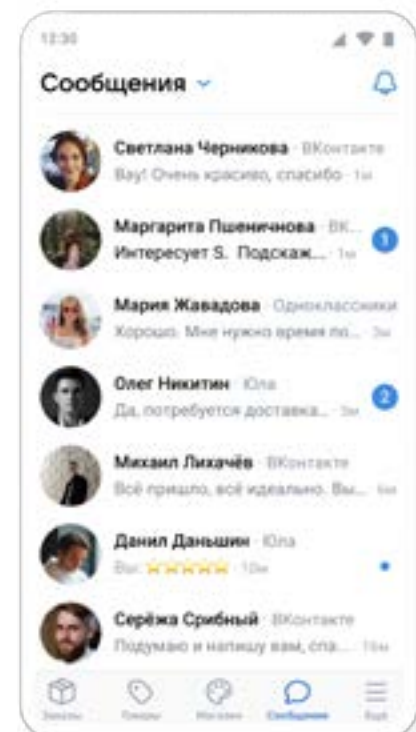 12:30
Сообщения
Светлана Черникова · ВКонтакте
Вау! Очень красиво, спасибо · 1м
Маргарита Пшеничнова · ВК...
Интересует S. Подскаж... · 1м
1
Мария Жавадова · Одноклассники
Хорошо. Мне нужно время по... · 3м
Олег Никитин · Юла
Да, потребуется доставка... · 3м
2
Михаил Лихачёв · ВКонтакте
Всё пришло, всё идеально. Вы... · 6м
Данил Даньшин · Юла
Вы: ⭐⭐⭐⭐⭐ · 10м
Серёжа Срибный · ВКонтакте
Подумаю и напишу вам, спа...
Заказы Товары Магазин Сообщения Ещё